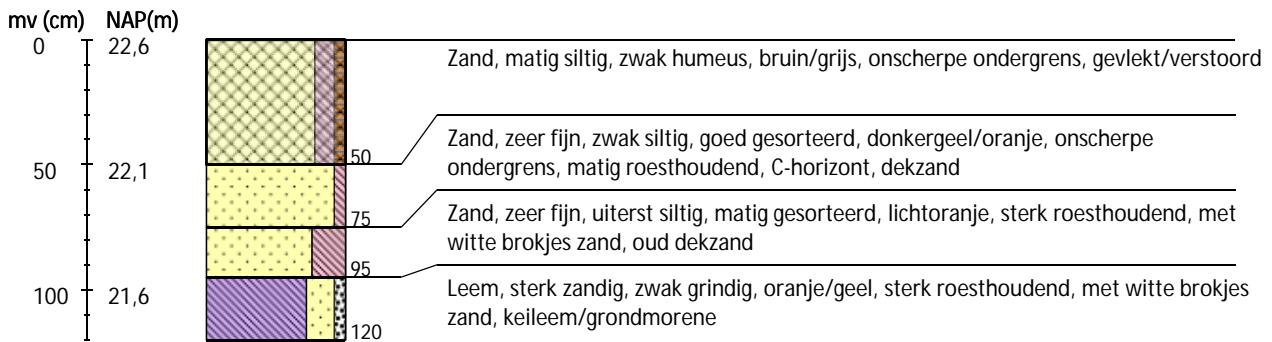 mv (cm) NAP(m)
0 22,6
Zand, matig siltig, zwak humeus, bruin/grijs, onscherpe ondergrens, gevlekt/verstoord
50
50 22,1
Zand, zeer fijn, zwak siltig, goed gesorteerd, donkergeel/oranje, onscherpe
ondergrens, matig roesthoudend, C-horizont, dekzand
75
Zand, zeer fijn, uiterst siltig, matig gesorteerd, lichtoranje, sterk roesthoudend, met
witte brokjes zand, oud dekzand
95
100 21,6
Leem, sterk zandig, zwak grindig, oranje/geel, sterk roesthoudend, met witte brokjes
zand, keileem/grondmorene
120